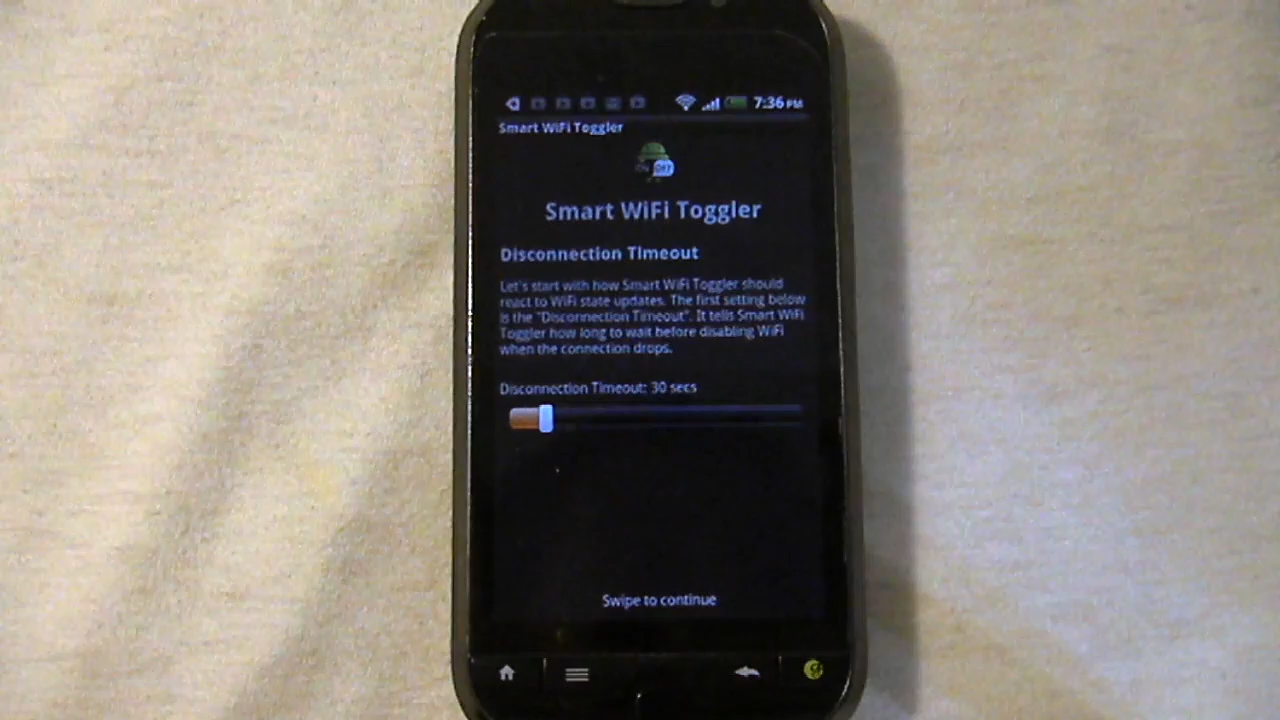 7:36 PM
Smart WiFi Toggler
OFF
Smart WiFi Toggler
Disconnection Timeout
Let's start with how Smart WiFi Toggler should
react to WiFi state updates. The first setting below
is the "Disconnection Timeout". It tells Smart WiFi
Toggler how long to wait before disabling WiFi
when the connection drops.
Disconnection Timeout: 30 secs
Swipe to continue